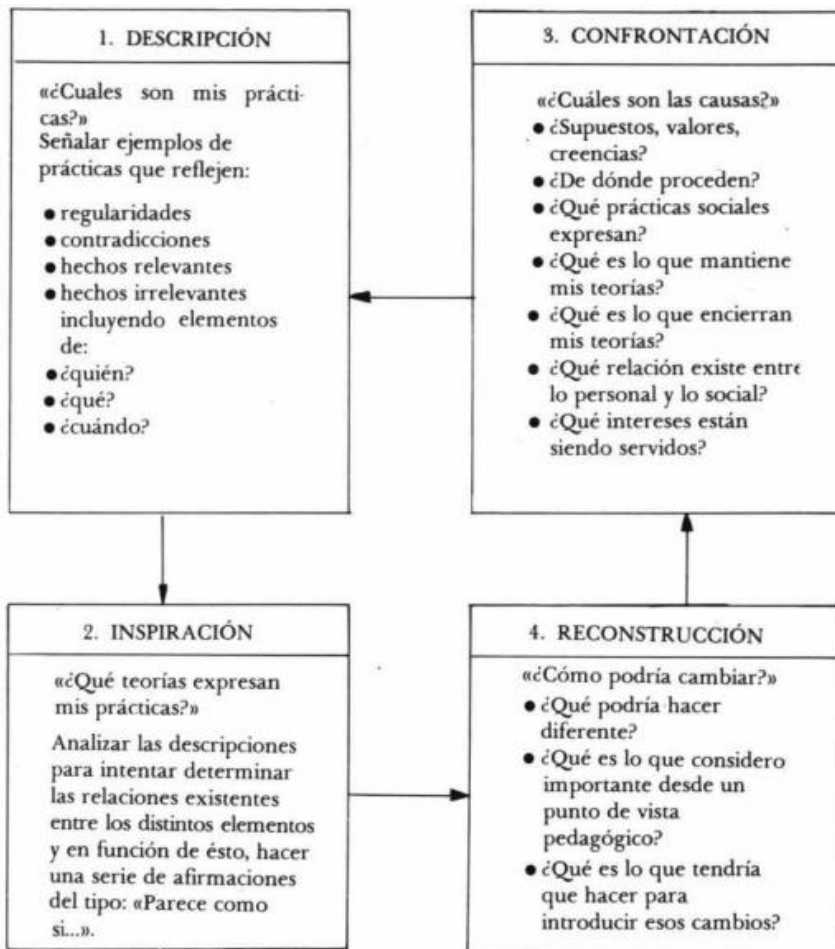 1. DESCRIPCIÓN
«¿Cuales son mis prácti-
cas?»
Señalar ejemplos de
prácticas que reflejen:
● regularidades
● contradicciones
● hechos relevantes
● hechos irrelevantes
incluyendo elementos
de:
● ¿quién?
● ¿qué?
● ¿cuándo?
3. CONFRONTACIÓN
«¿Cuáles son las causas?»
● ¿Supuestos, valores,
creencias?
● ¿De dónde proceden?
● ¿Qué prácticas sociales
expresan?
● ¿Qué es lo que mantiene
mis teorías?
● ¿Qué es lo que encierran
mis teorías?
● ¿Qué relación existe entre
lo personal y lo social?
● ¿Qué intereses están
siendo servidos?
2. INSPIRACIÓN
«¿Qué teorías expresan
mis prácticas?»
Analizar las descripciones
para intentar determinar
las relaciones existentes
entre los distintos elementos
y en función de ésto, hacer
una serie de afirmaciones
del tipo: «Parece como
si...».
4. RECONSTRUCCIÓN
«¿Cómo podría cambiar?»
● ¿Qué podría hacer
diferente?
● ¿Qué es lo que considero
importante desde un
punto de vista
pedagógico?
● ¿Qué es lo que tendría
que hacer para
introducir esos cambios?